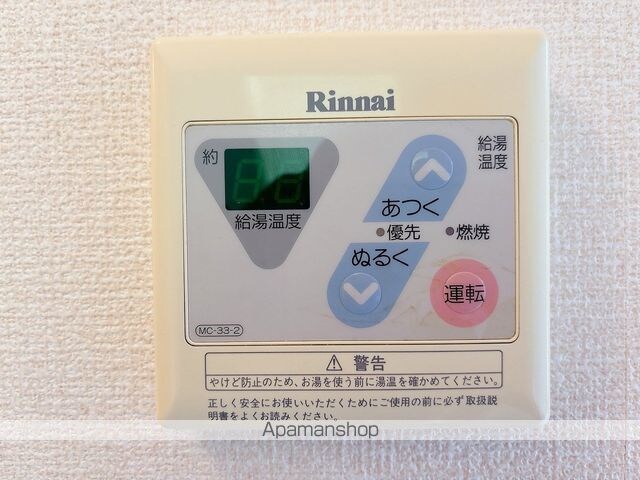 Rinnai
約
給湯温度
給湯
温度
あつく
優先
燃焼
ぬるく
運転
MC-33-2
⚠ 警告
やけど防止のため、お湯を使う前に湯温を確かめてください。
正しく安全にお使いいただくためにご使用の前に必ず取扱説
明書をよくお読みください。
Apamanshop